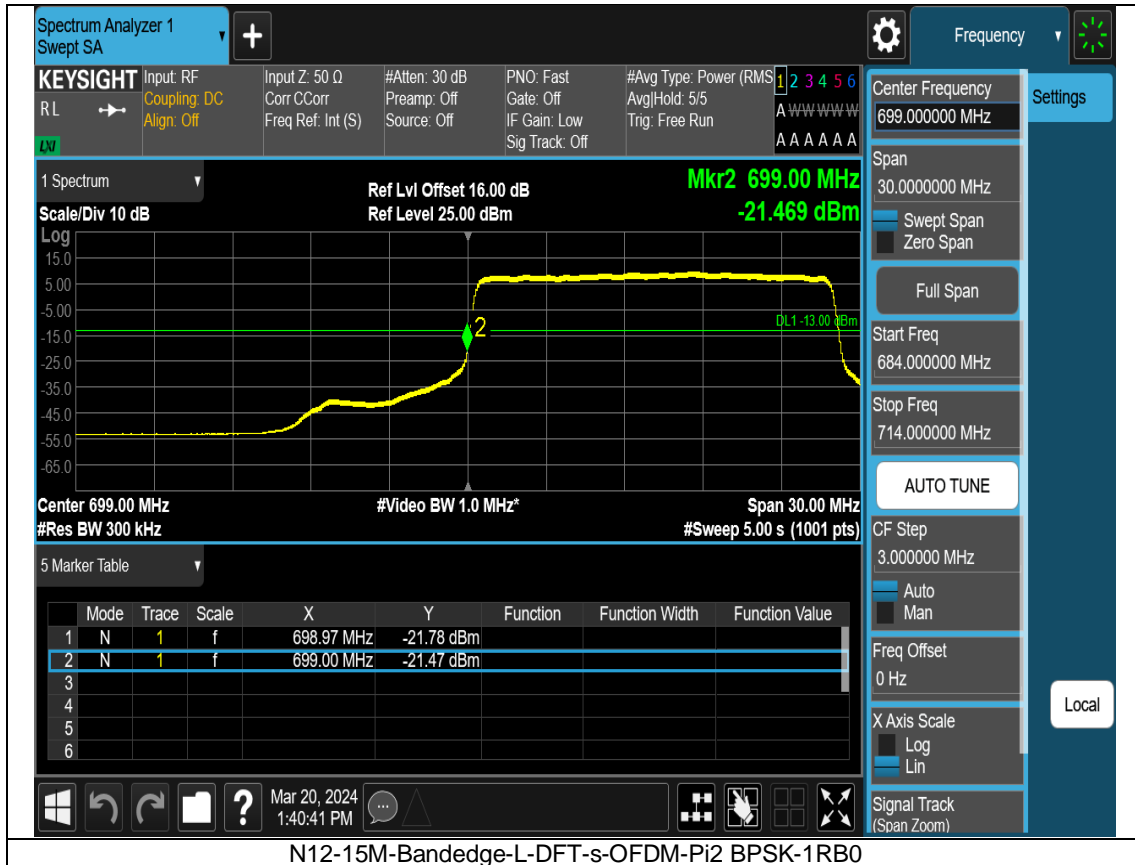 Spectrum Analyzer 1
Swept SA
+
Frequency
KEYSIGHT
RL
LXI
Input: RF
Coupling: DC
Align: Off
Input Z: 50 Ω
Corr CCorr
Freq Ref: Int (S)
#Atten: 30 dB
Preamp: Off
Source: Off
PNO: Fast
Gate: Off
IF Gain: Low
Sig Track: Off
#Avg Type: Power (RMS
Avg|Hold: 5/5
Trig: Free Run
1 2 3 4 5 6
A W W W W W
A A A A A A
1 Spectrum
Scale/Div 10 dB
Ref Lvl Offset 16.00 dB
Ref Level 25.00 dBm
Mkr2 699.00 MHz
-21.469 dBm
Log
15.0
5.00
-5.00
-15.0
-25.0
-35.0
-45.0
-55.0
-65.0
2
DL1 -13.00 dBm
Center 699.00 MHz
#Res BW 300 kHz
#Video BW 1.0 MHz*
Span 30.00 MHz
#Sweep 5.00 s (1001 pts)
5 Marker Table
Mode Trace Scale X Y Function Function Width Function Value
1 N 1 f 698.97 MHz -21.78 dBm
2 N 1 f 699.00 MHz -21.47 dBm
3
4
5
6
?
Mar 20, 2024
1:40:41 PM
Center Frequency
699.000000 MHz
Settings
Span
30.0000000 MHz
Swept Span
Zero Span
Full Span
Start Freq
684.000000 MHz
Stop Freq
714.000000 MHz
AUTO TUNE
CF Step
3.000000 MHz
Auto
Man
Freq Offset
0 Hz
Local
X Axis Scale
Log
Lin
Signal Track
(Span Zoom)
N12-15M-Bandedge-L-DFT-s-OFDM-Pi2 BPSK-1RB0